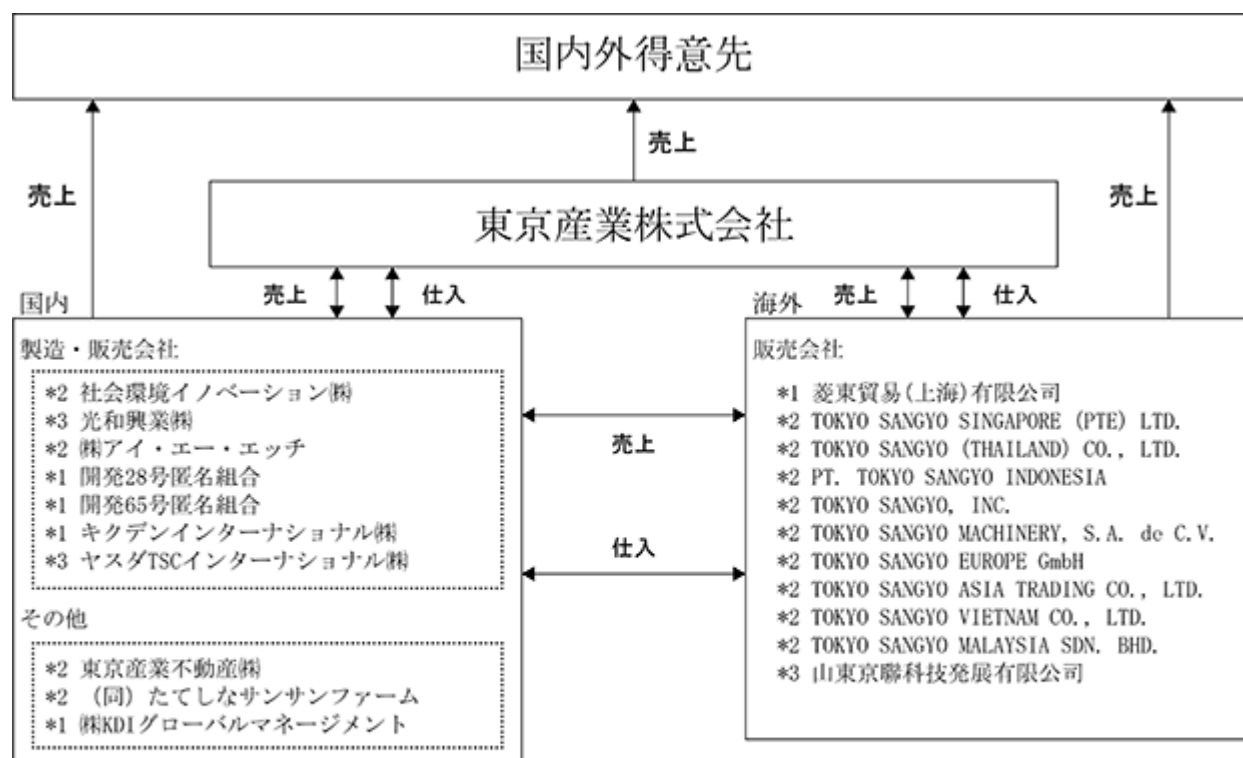 国内外得意先
売上
売上
売上
東京産業株式会社
売上
仕入
売上
仕入
国内
製造・販売会社
*2 社会環境イノベーション㈱
*3 光和興業㈱
*2 ㈱アイ・エー・エッチ
*1 開発28号匿名組合
*1 開発65号匿名組合
*1 キクデンインターナショナル㈱
*3 ヤスダTSCインターナショナル㈱
その他
*2 東京産業不動産㈱
*2 （同）たてしなサンサンファーム
*1 ㈱KDIグローバルマネージメント
売上
仕入
海外
販売会社
*1 菱東貿易(上海)有限公司
*2 TOKYO SANGYO SINGAPORE (PTE) LTD.
*2 TOKYO SANGYO (THAILAND) CO., LTD.
*2 PT. TOKYO SANGYO INDONESIA
*2 TOKYO SANGYO, INC.
*2 TOKYO SANGYO MACHINERY, S.A. de C.V.
*2 TOKYO SANGYO EUROPE GmbH
*2 TOKYO SANGYO ASIA TRADING CO., LTD.
*2 TOKYO SANGYO VIETNAM CO., LTD.
*2 TOKYO SANGYO MALAYSIA SDN. BHD.
*3 山東京聯科技発展有限公司